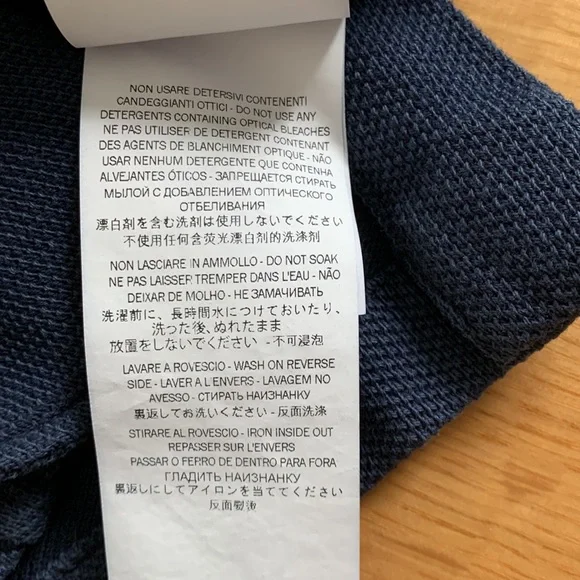 NON USARE DETERSIVI CONTENENTI
CANDEGGIANTI OTTICI - DO NOT USE ANY
DETERGENTS CONTAINING OPTICAL BLEACHES
NE PAS UTILISER DE DETERGENT CONTENANT
DES AGENTS DE BLANCHIMENT OPTIQUE - NÃO
USAR NENHUM DETERGENTE QUE CONTENHA
ALVEJANTES ÓTICOS - ЗАПРЕЩАЕТСЯ СТИРАТЬ
МЫЛОЙ С ДОБАВЛЕНИЕМ ОПТИЧЕСКОГО
ОТБЕЛИВАНИЯ
漂白剤を含む洗剤は使用しないでください
不使用任何含荧光漂白剂的洗涤剂
NON LASCIARE IN AMMOLLO - DO NOT SOAK
NE PAS LAISSER TREMPER DANS L'EAU - NÃO
DEIXAR DE MOLHO - НЕ ЗАМАЧИВАТЬ
洗濯前に、長時間水につけておいたり、
洗った後、ぬれたまま
放置をしないでください - 不可浸泡
LAVARE A ROVESCIO - WASH ON REVERSE
SIDE - LAVER A L'ENVERS - LAVAGEM NO
AVESSO - СТИРАТЬ НАИЗНАНКУ
裏返してお洗いください - 反面洗涤
STIRARE AL ROVESCIO - IRON INSIDE OUT
REPASSER SUR L'ENVERS
PASSAR O FERRO DE DENTRO PARA FORA
ГЛАДИТЬ НАИЗНАНКУ
裏返しにしてアイロンを当ててください
反面熨烫